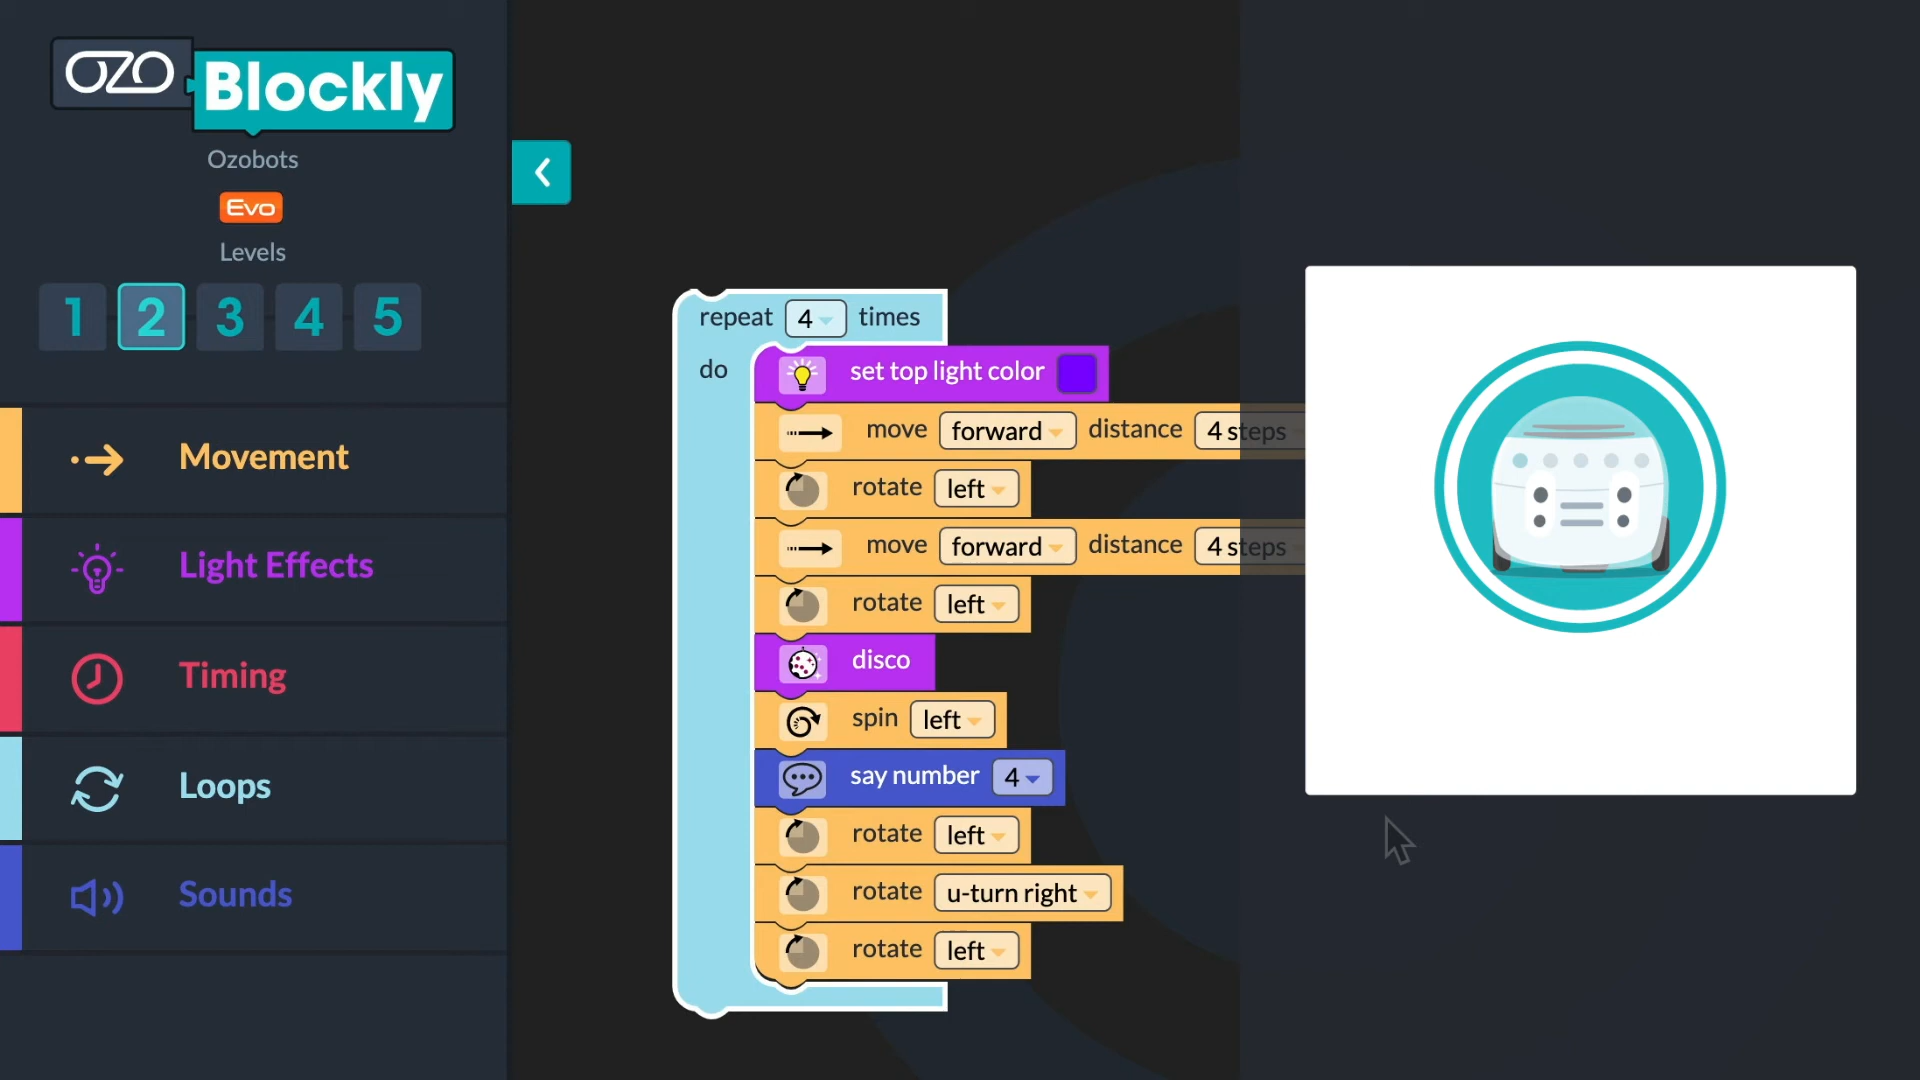 OZO Blockly
Ozobots
Evo
Levels
1 2 3 4 5
Movement
Light Effects
Timing
Loops
Sounds
repeat 4 times
do
set top light color
move forward distance 4 steps
rotate left
move forward distance 4 steps
rotate left
disco
spin left
say number 4
rotate left
rotate u-turn right
rotate left